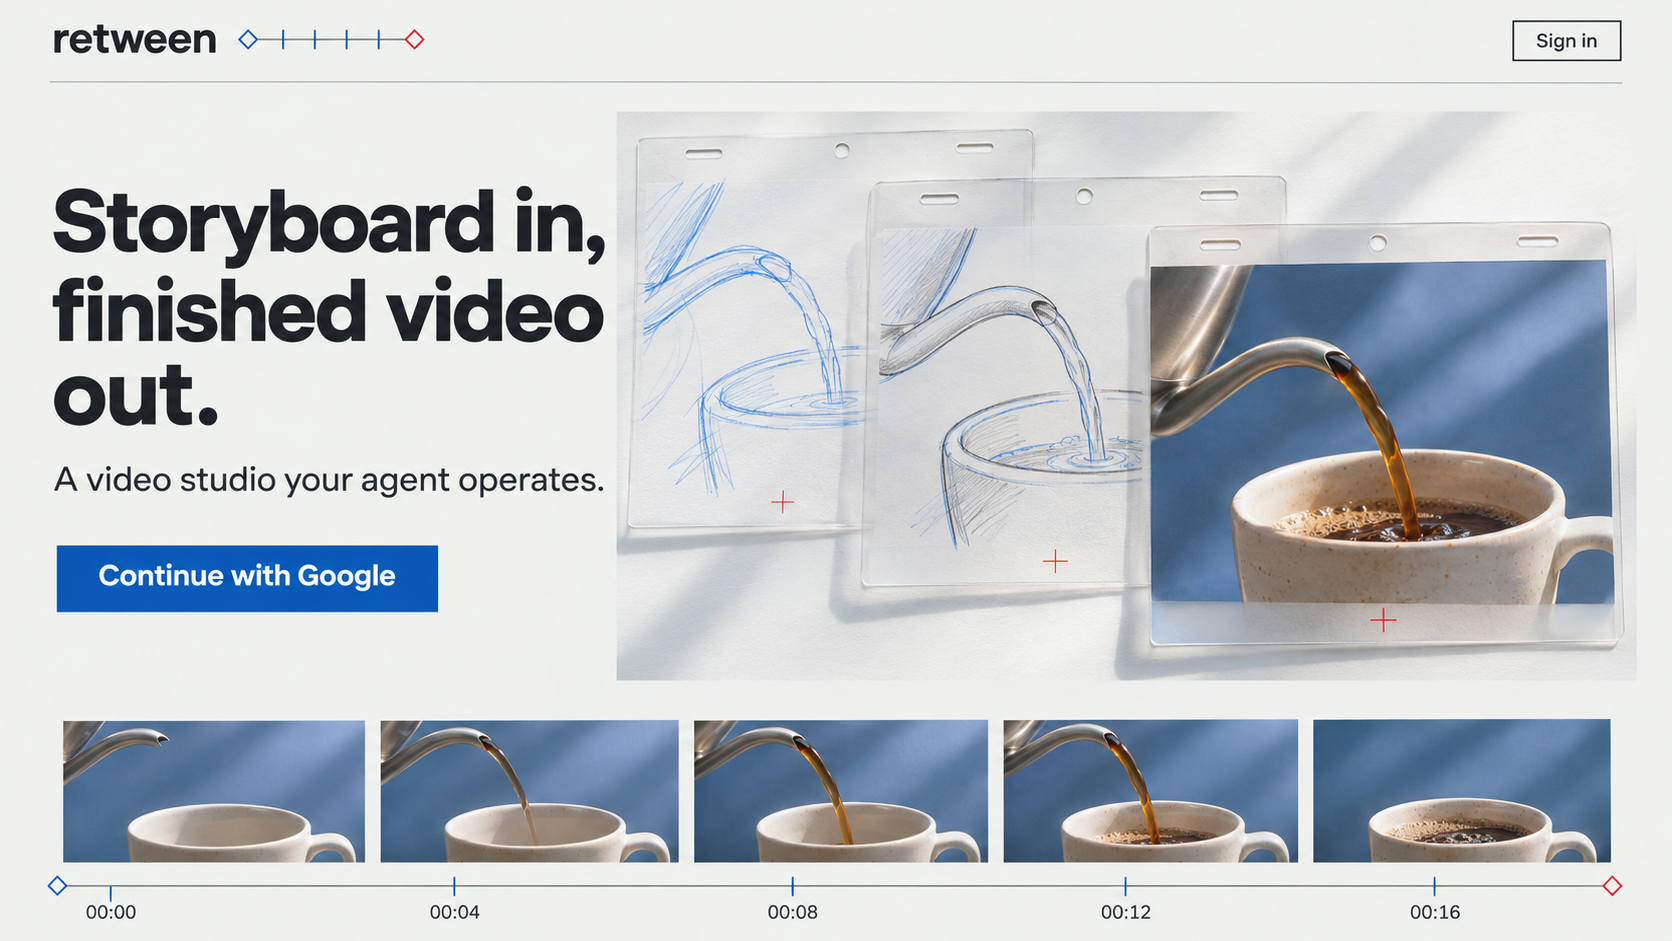 retween
Sign in
Storyboard in,
finished video
out.
A video studio your agent operates.
Continue with Google
00:00
00:04
00:08
00:12
00:16